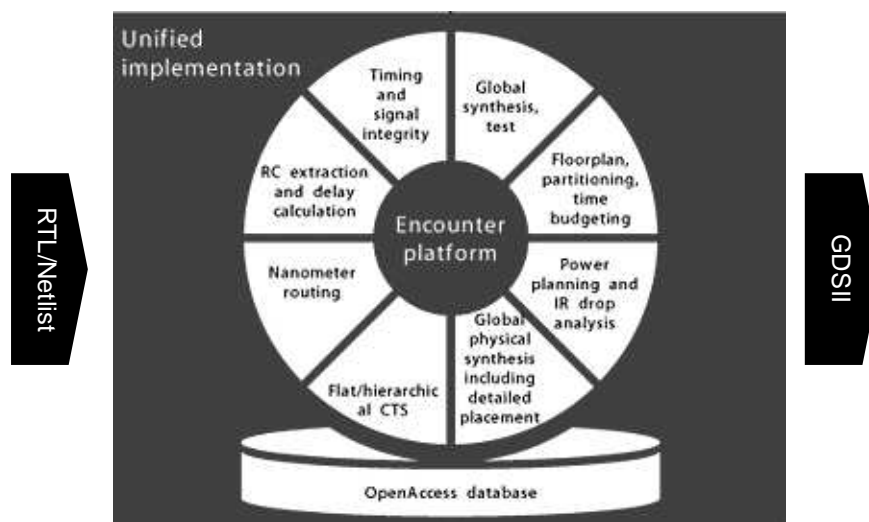 Unified
implementation
Timing
and
signal
integrity
Global
synthesis,
test
RC extraction
and delay
calculation
Floorplan,
partitioning,
time
budgeting
Encounter
platform
RTL/Netlist
GDSII
Nanometer
routing
Power
planning and
IR drop
analysis
Global
physical
synthesis
including
detailed
placement
Flat/hierarchic
al CTS
OpenAccess database